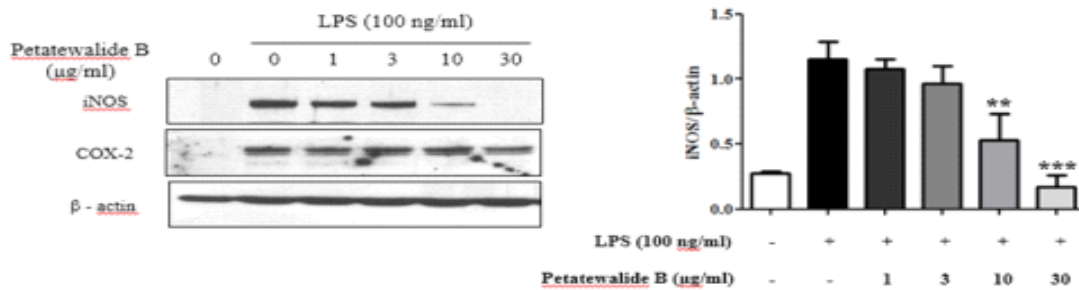 LPS (100 ng/ml)
Petatewalide B
(μg/ml)
0 0 1 3 10 30
iNOS
COX-2
β - actin
iNOS/β-actin
1.5
1.0
0.5
0.0
**
***
LPS (100 ng/ml) - + + + + +
Petatewalide B (μg/ml) - - 1 3 10 30